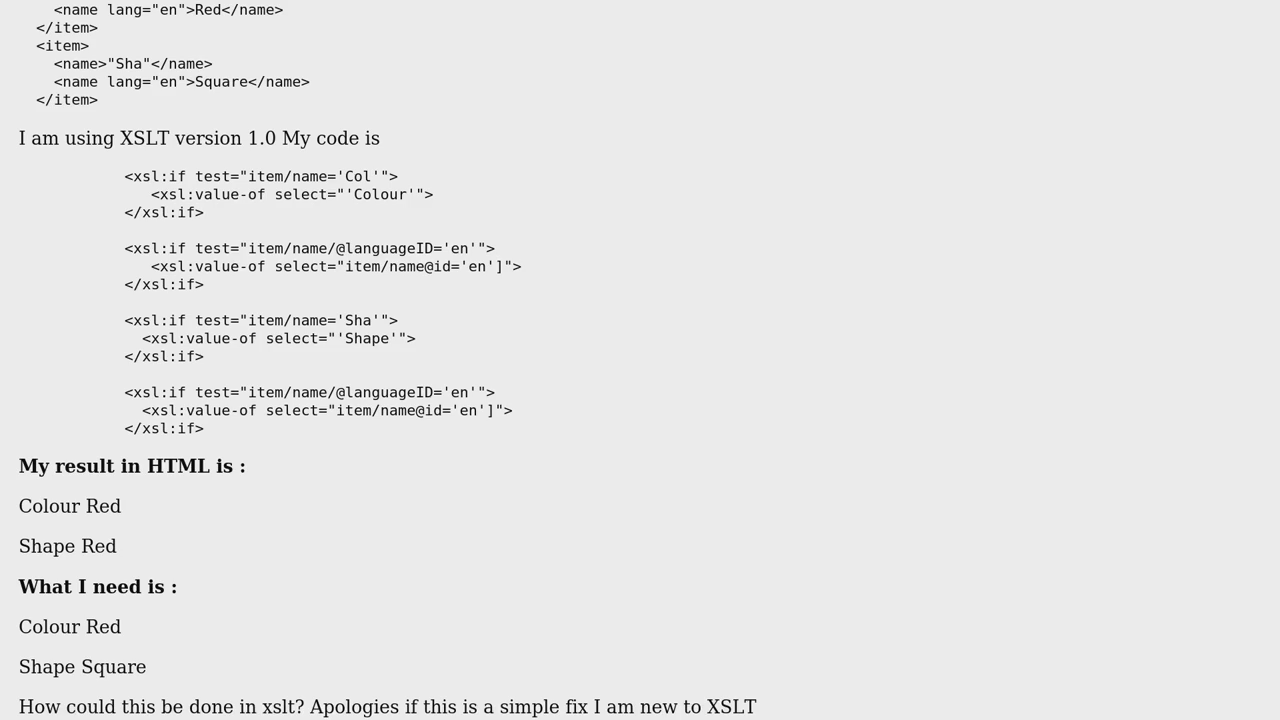 <name lang="en">Red</name>
</item>
<item>
<name>"Sha"</name>
<name lang="en">Square</name>
</item>
I am using XSLT version 1.0 My code is
<xsl:if test="item/name='Col'">
<xsl:value-of select="'Colour'">
</xsl:if>
<xsl:if test="item/name/@languageID='en'">
<xsl:value-of select="item/name@id='en']">
</xsl:if>
<xsl:if test="item/name='Sha'">
<xsl:value-of select="'Shape'">
</xsl:if>
<xsl:if test="item/name/@languageID='en'">
<xsl:value-of select="item/name@id='en']">
</xsl:if>
My result in HTML is :
Colour Red
Shape Red
What I need is :
Colour Red
Shape Square
How could this be done in xslt? Apologies if this is a simple fix I am new to XSLT